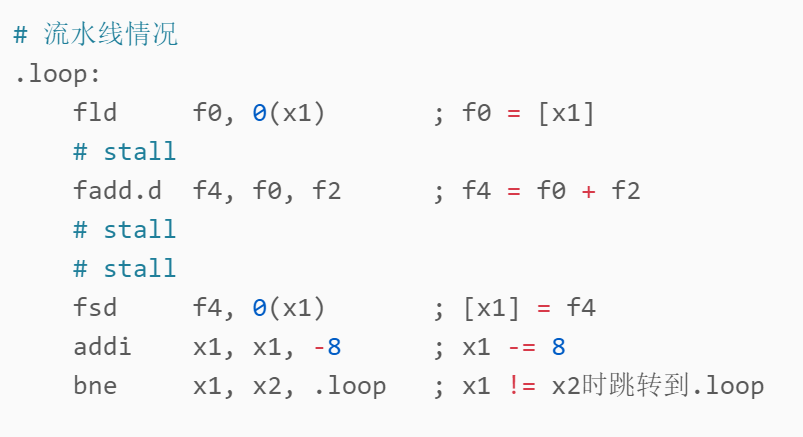 # 流水线情况
.loop:
    fld     f0, 0(x1)       ; f0 = [x1]
    # stall
    fadd.d  f4, f0, f2      ; f4 = f0 + f2
    # stall
    # stall
    fsd     f4, 0(x1)       ; [x1] = f4
    addi    x1, x1, -8      ; x1 -= 8
    bne     x1, x2, .loop   ; x1 != x2时跳转到.loop